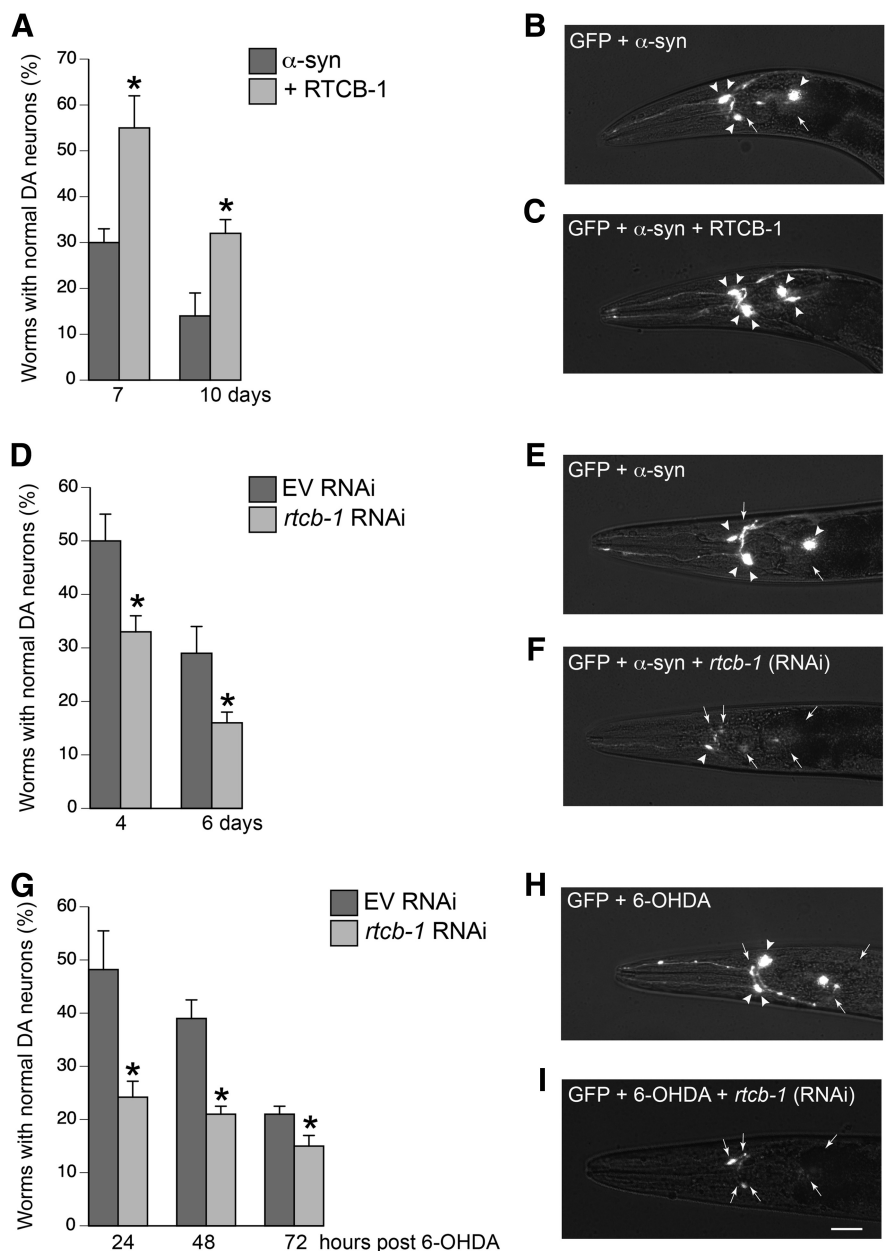 A
Worms with normal DA neurons (%)
70
60
50
40
30
20
10
0
*
*
α-syn
+ RTCB-1
7
10 days
B
GFP + α-syn
C
GFP + α-syn + RTCB-1
D
Worms with normal DA neurons (%)
60
50
40
30
20
10
0
*
*
EV RNAi
rtcb-1 RNAi
4
6 days
E
GFP + α-syn
F
GFP + α-syn + rtcb-1 (RNAi)
G
Worms with normal DA neurons (%)
60
50
40
30
20
10
0
*
*
*
EV RNAi
rtcb-1 RNAi
24
48
72 hours post 6-OHDA
H
GFP + 6-OHDA
I
GFP + 6-OHDA + rtcb-1 (RNAi)